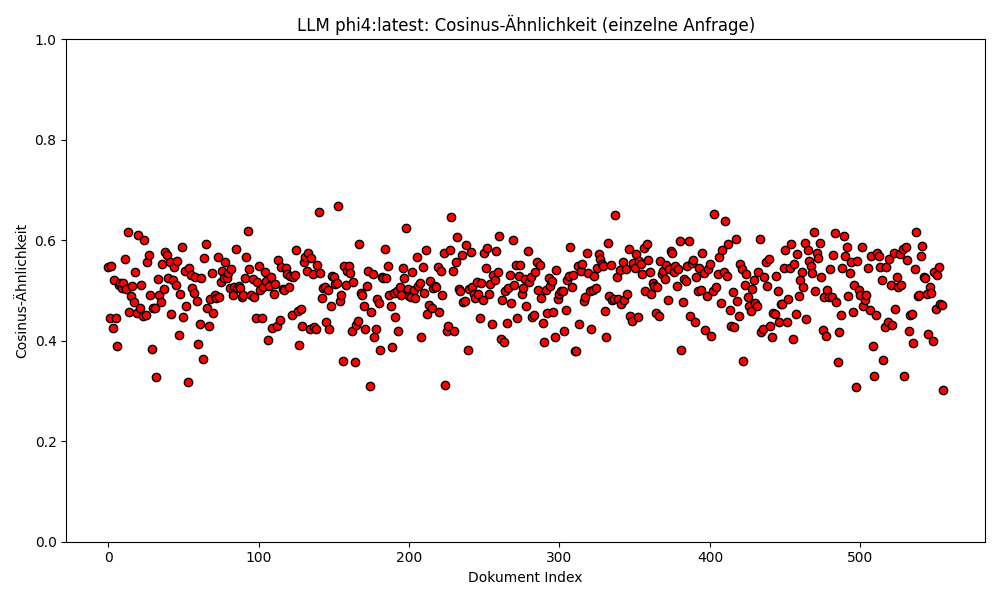 LLM phi4:latest: Cosinus-Ähnlichkeit (einzelne Anfrage)
1.0
0.8
0.6
0.4
0.2
0.0
Cosinus-Ähnlichkeit
0 100 200 300 400 500
Dokument Index